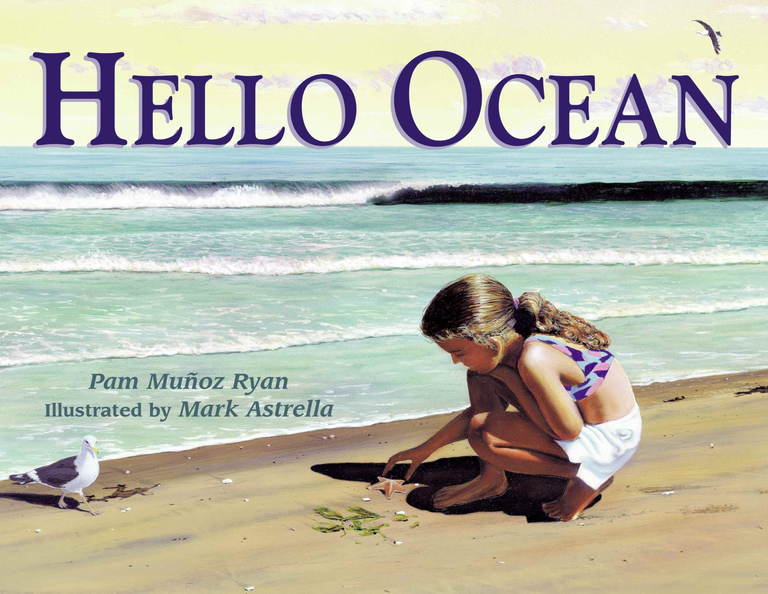 HELLO OCEAN
Pam Muñoz Ryan
Illustrated by Mark Astrella